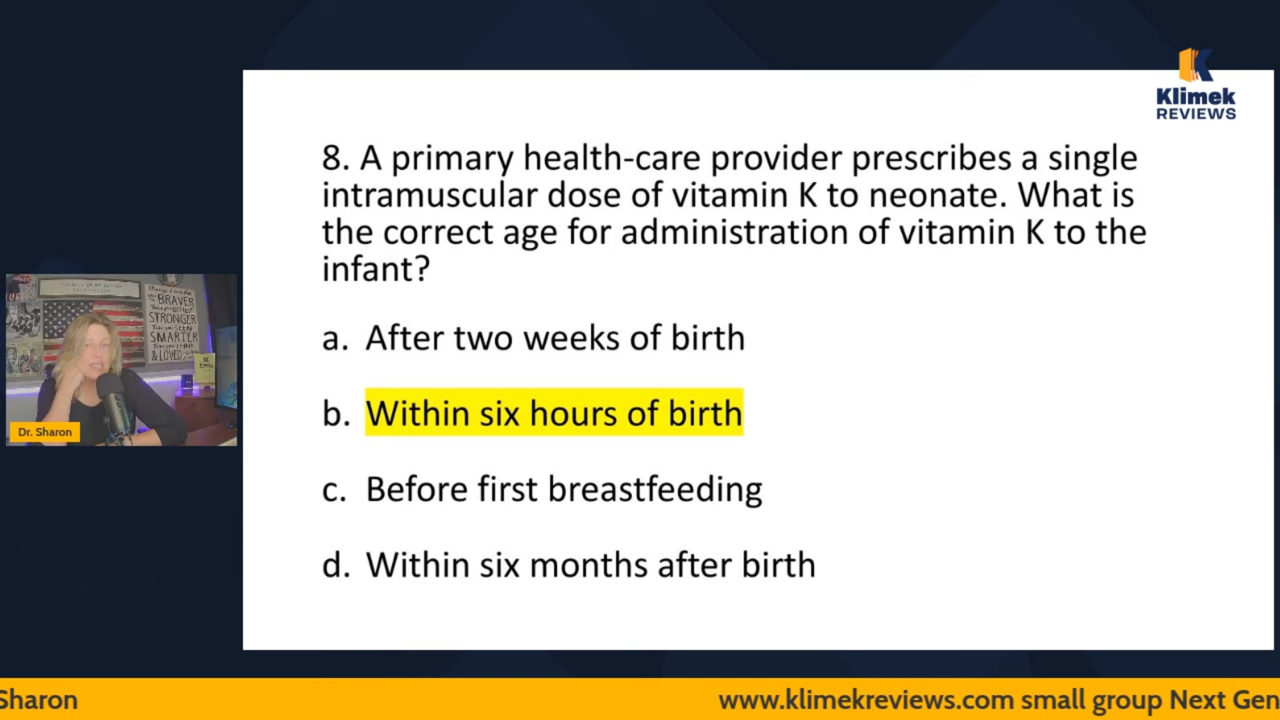 Klimek
REVIEWS
8. A primary health-care provider prescribes a single
intramuscular dose of vitamin K to neonate. What is
the correct age for administration of vitamin K to the
infant?
a. After two weeks of birth
b. Within six hours of birth
c. Before first breastfeeding
d. Within six months after birth
BRAVER
STRONGER
SMARTER
& LOVED
Dr. Sharon
Sharon
www.klimekreviews.com small group Next Gen